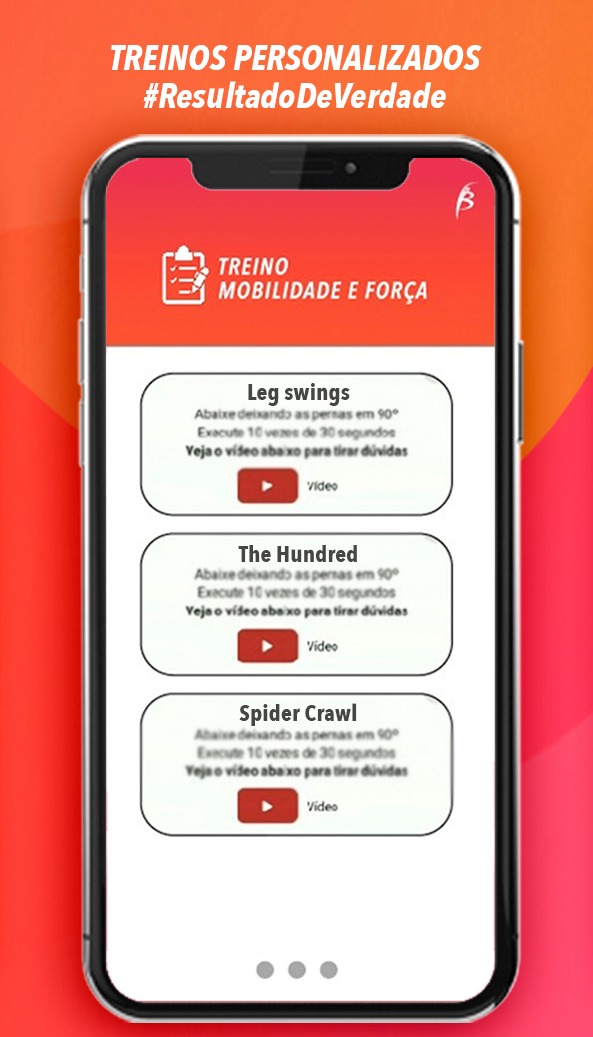 TREINOS PERSONALIZADOS
#ResultadoDeVerdade
TREINO
MOBILIDADE E FORÇA
Leg swings
Abaixe deixando as pernas em 90º
Execute 10 vezes de 30 segundos
Veja o vídeo abaixo para tirar dúvidas
Vídeo
The Hundred
Abaixe deixando as pernas em 90º
Execute 10 vezes de 30 segundos
Veja o vídeo abaixo para tirar dúvidas
Vídeo
Spider Crawl
Abaixe deixando as pernas em 90º
Execute 10 vezes de 30 segundos
Veja o vídeo abaixo para tirar dúvidas
Vídeo